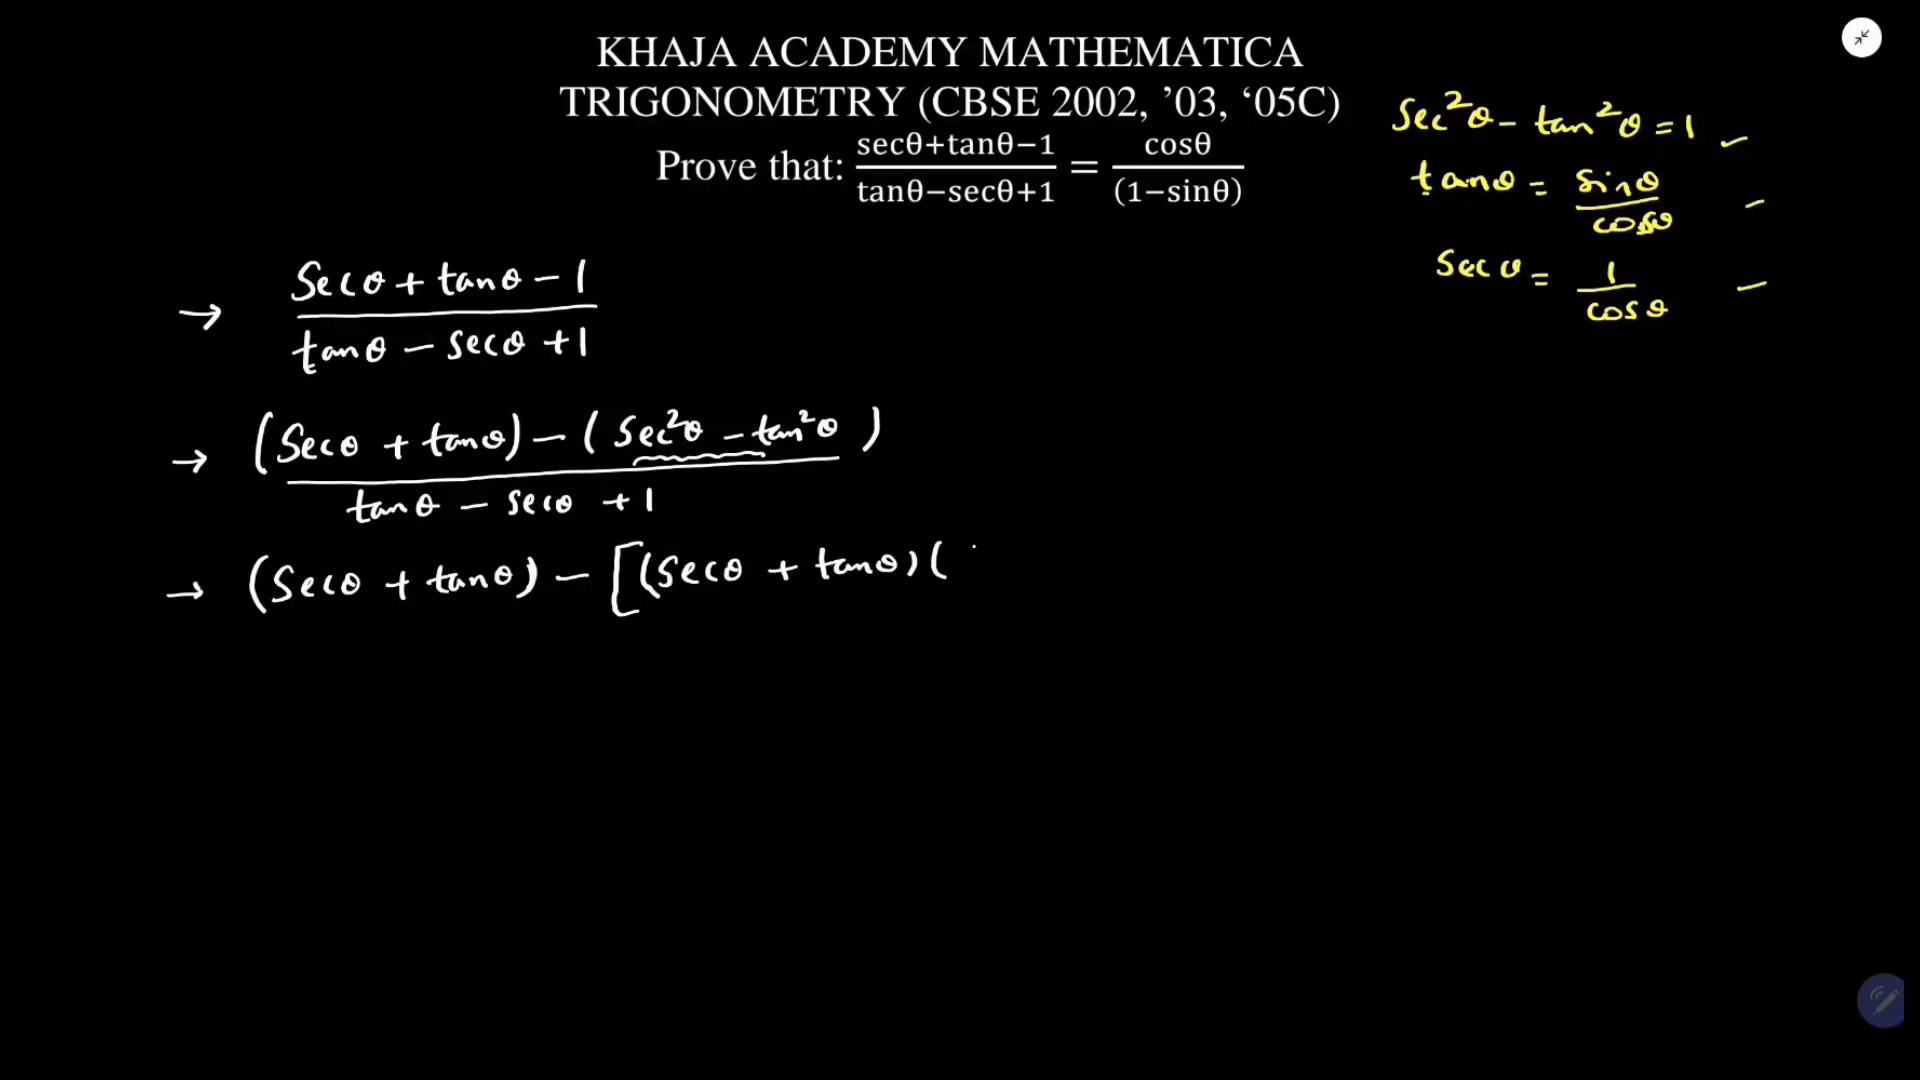 KHAJA ACADEMY MATHEMATICA
TRIGONOMETRY (CBSE 2002, ’03, ‘05C)
Prove that: (secθ+tanθ−1)/(tanθ−secθ+1) = cosθ/(1−sinθ)
sec²θ - tan²θ = 1
tanθ = sinθ/cosθ
secθ = 1/cosθ
→ (Secθ + tanθ − 1)/(tanθ − secθ + 1)
→ ((Secθ + tanθ) − (Sec²θ − tan²θ))/(tanθ − secθ + 1)
→ (Secθ + tanθ) − [(Secθ + tanθ)(